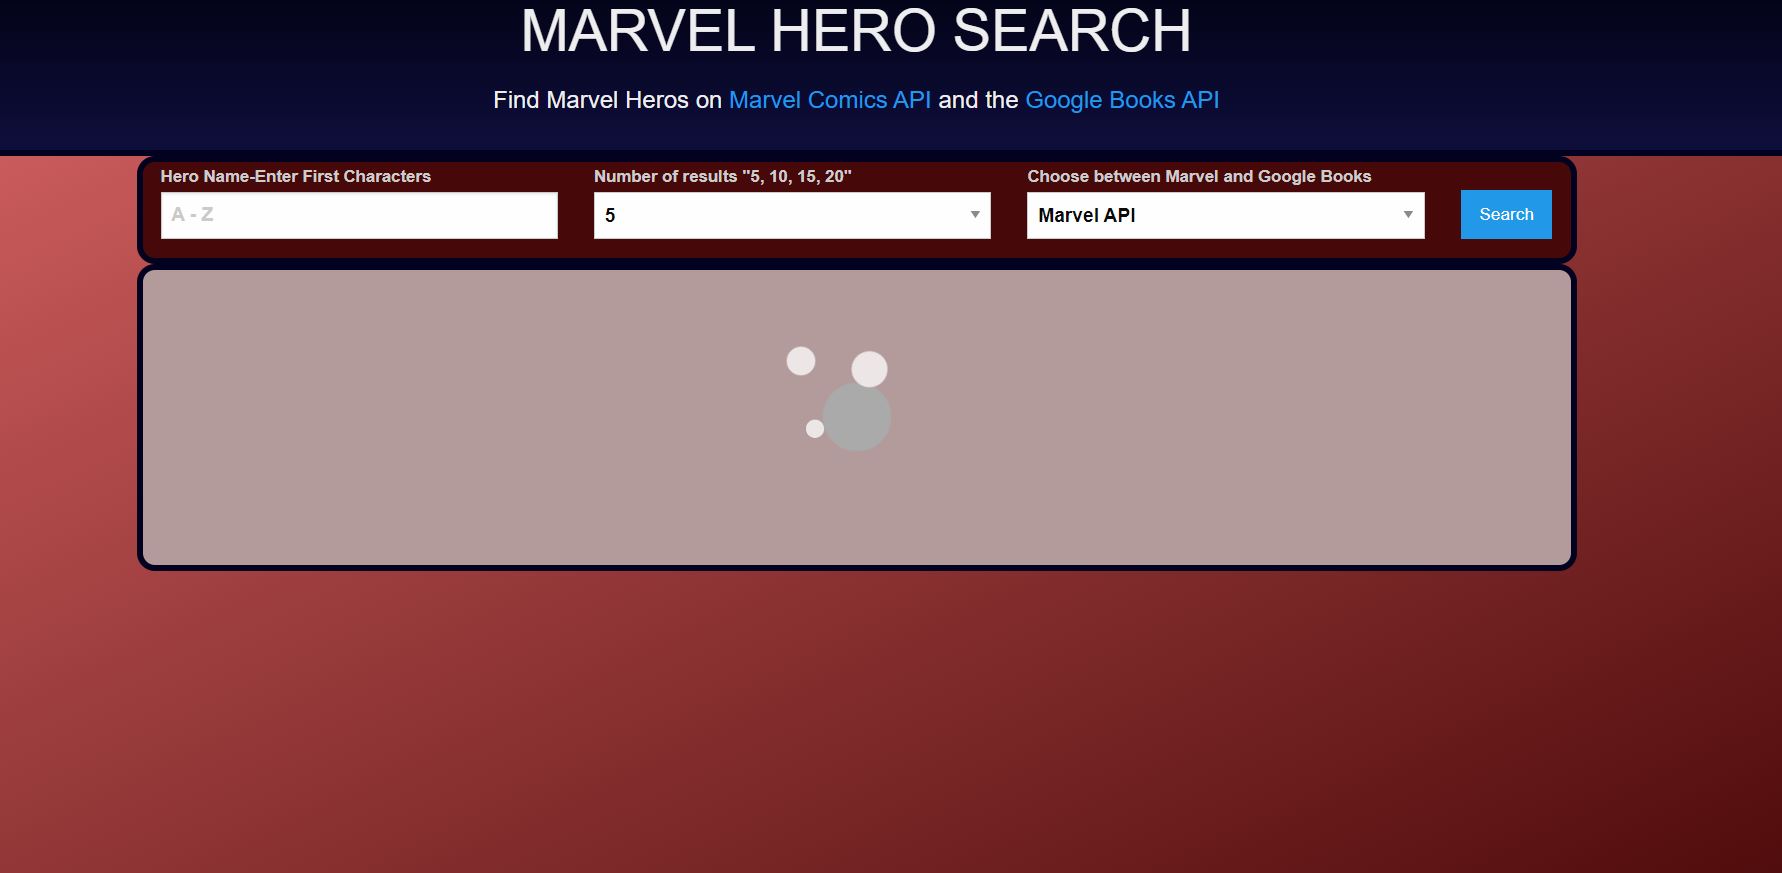 MARVEL HERO SEARCH
Find Marvel Heros on Marvel Comics API and the Google Books API
Hero Name-Enter First Characters
Number of results "5, 10, 15, 20"
Choose between Marvel and Google Books
A - Z
5
Marvel API
Search